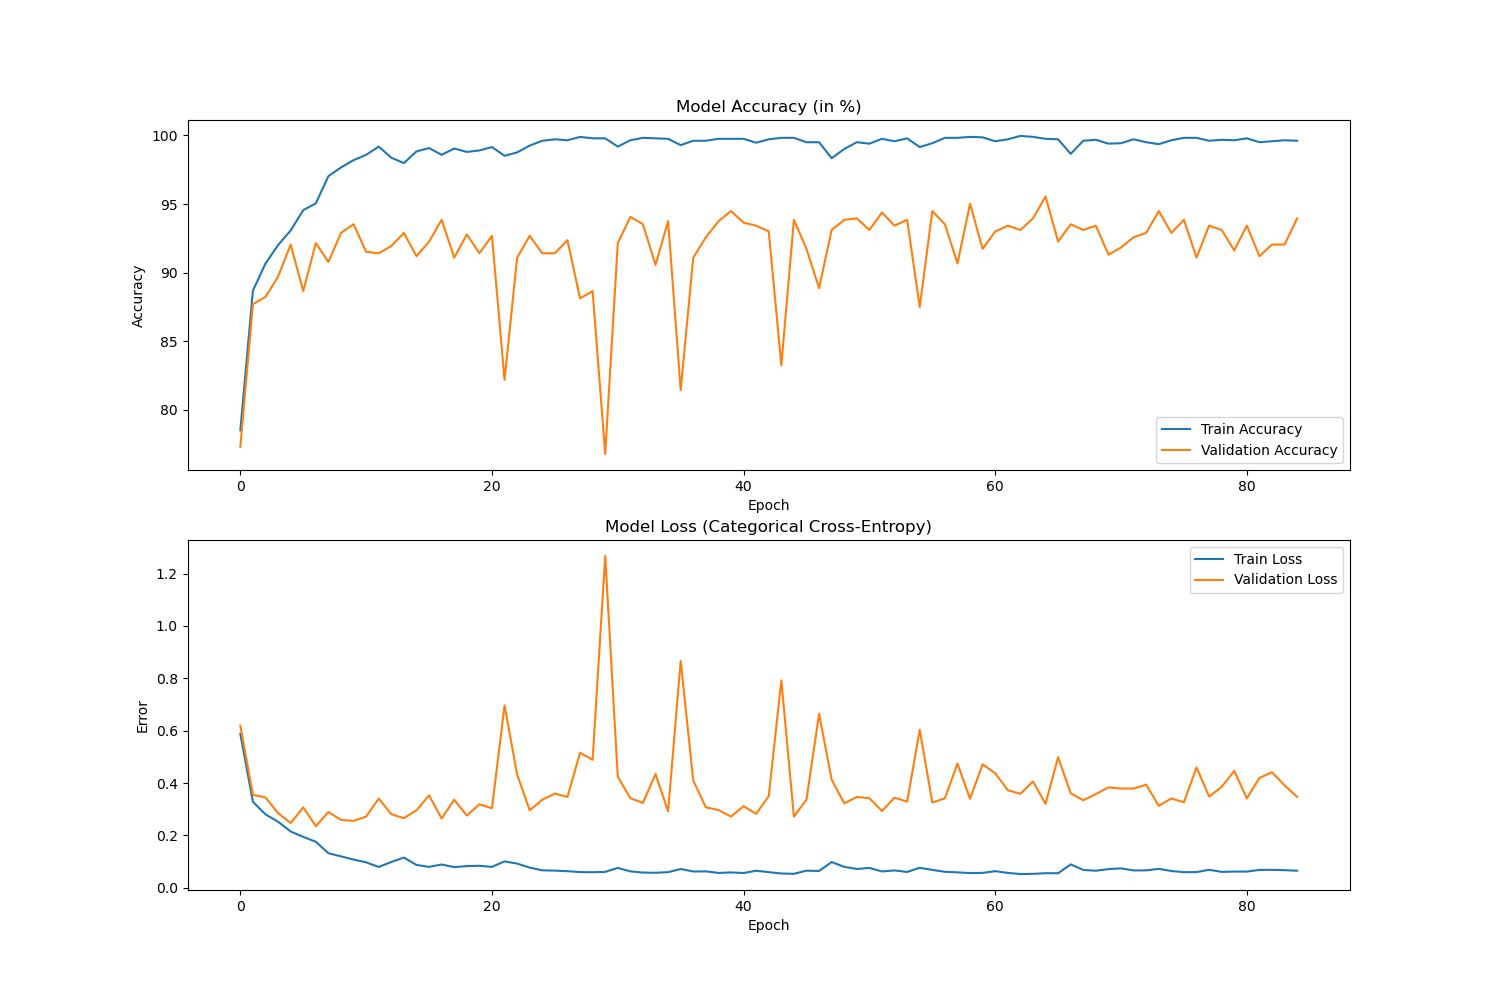 Model Accuracy (in %)
100
95
90
85
80
Accuracy
Train Accuracy
Validation Accuracy
0 20 40 60 80
Epoch
Model Loss (Categorical Cross-Entropy)
1.2
1.0
0.8
0.6
0.4
0.2
0.0
Error
Train Loss
Validation Loss
0 20 40 60 80
Epoch